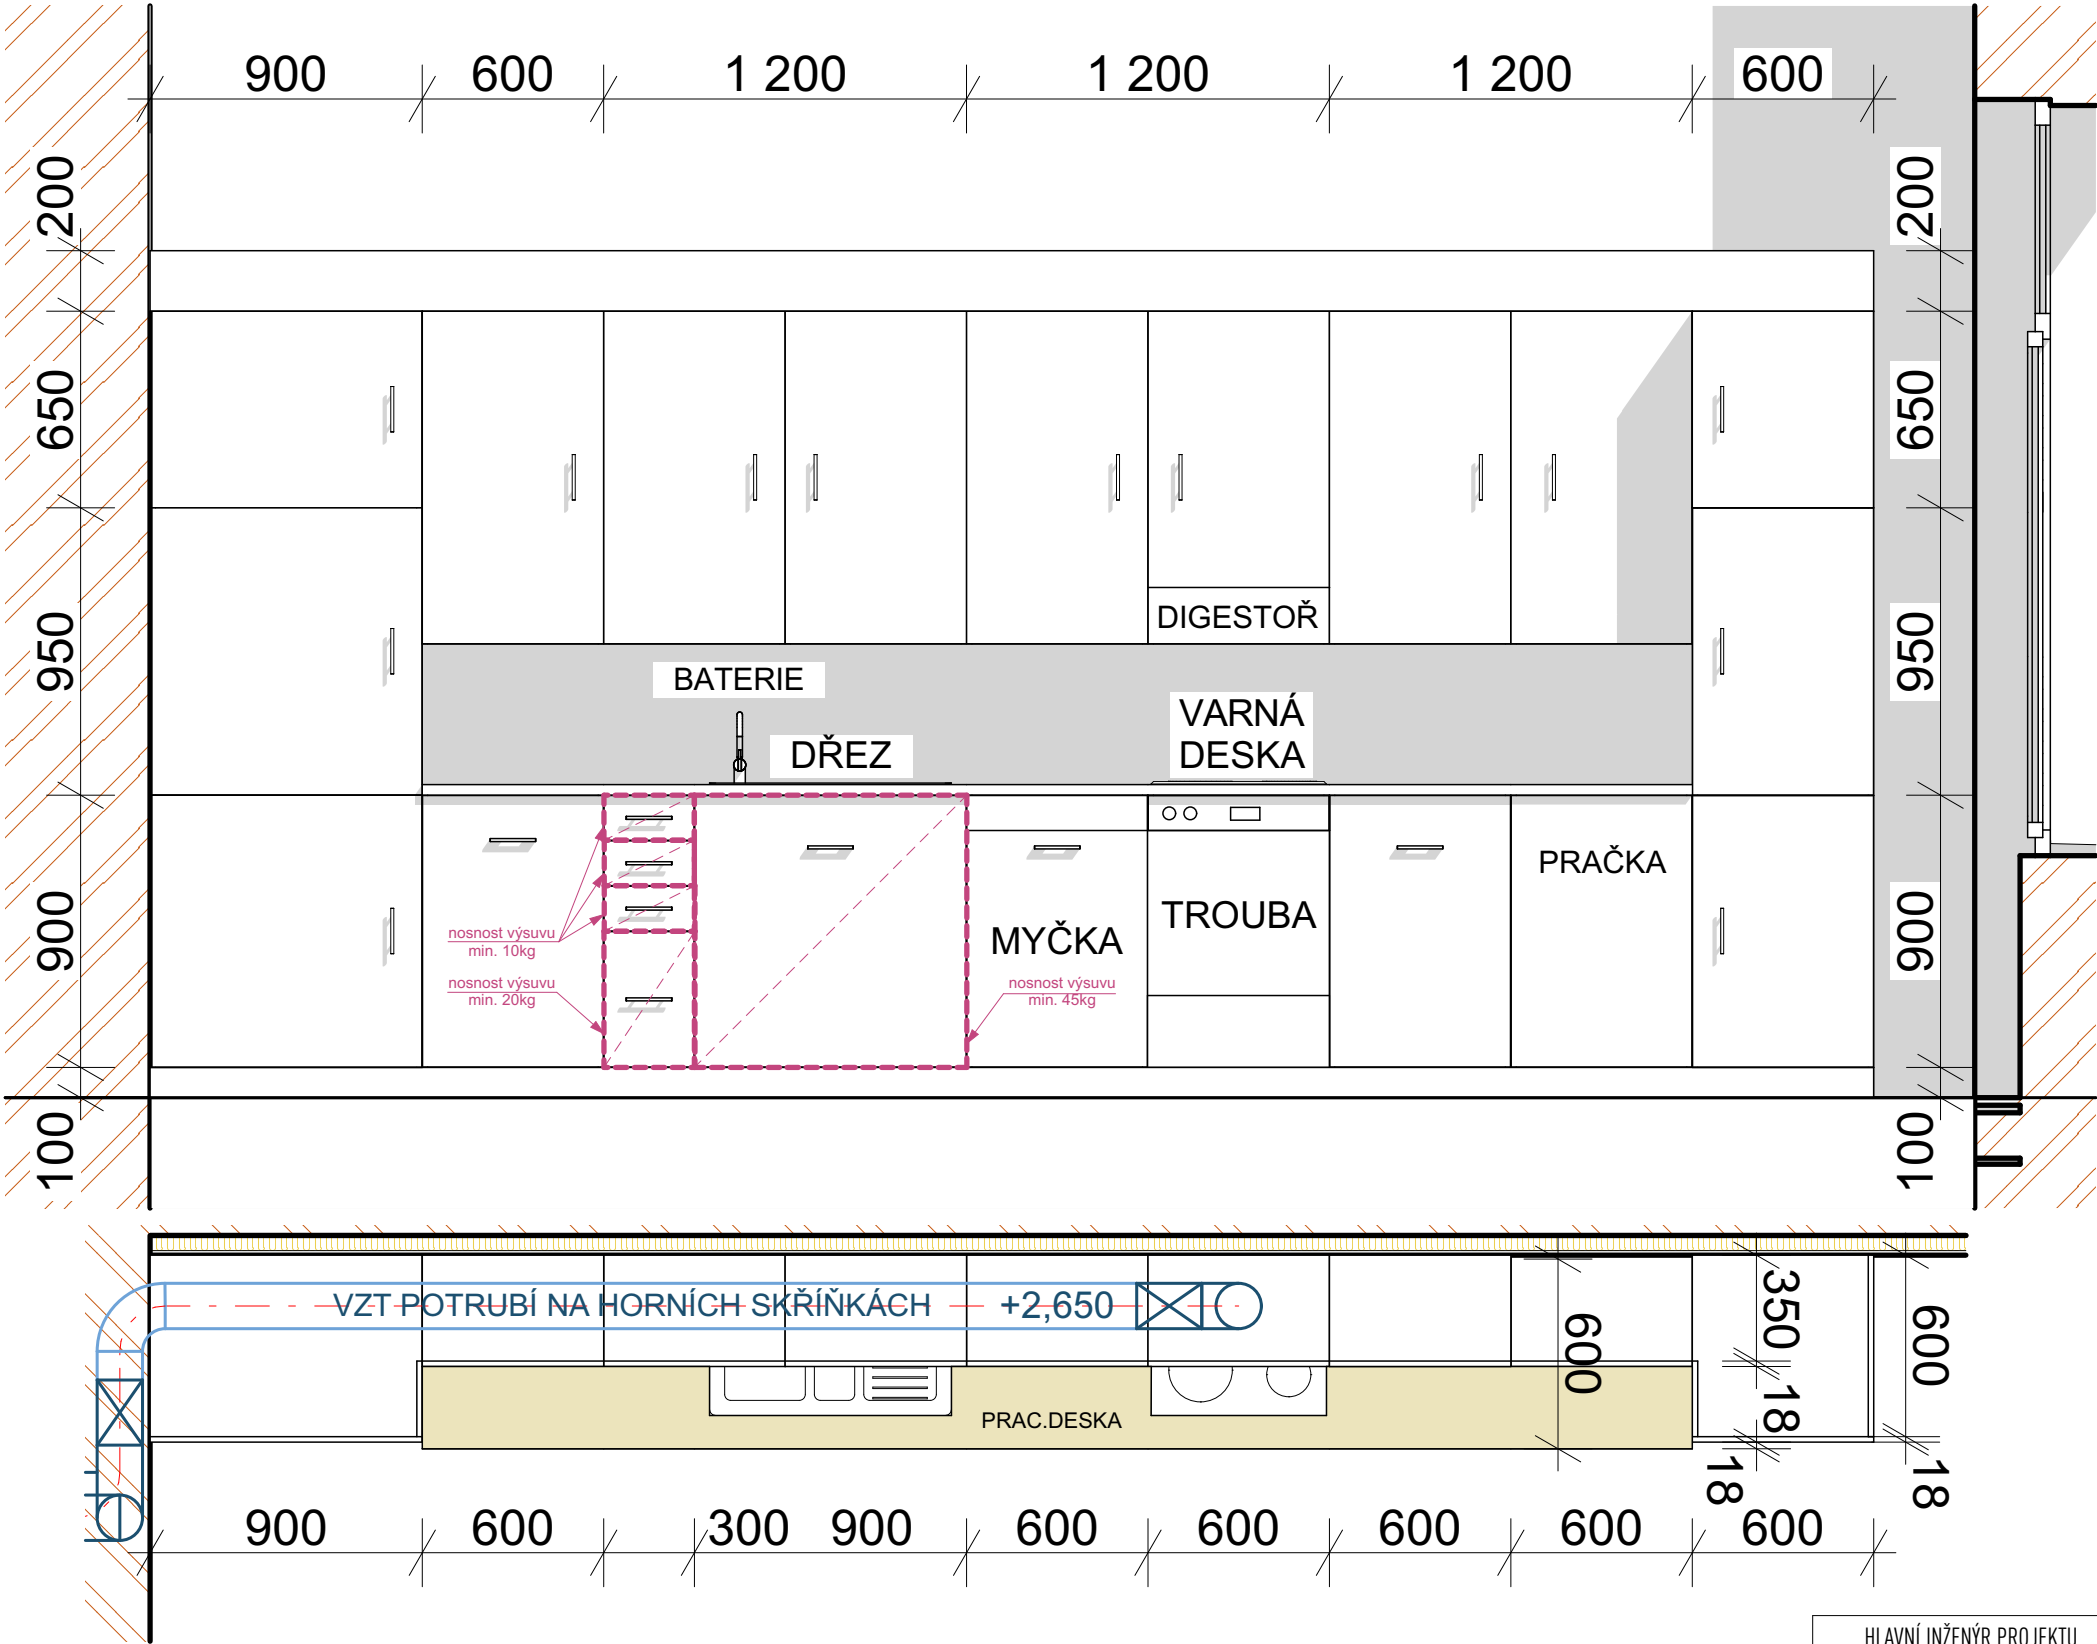 900 600 1 200 1 200 1 200 600
200 200
650 650
950 950
900 900
100 100
DIGESTOŘ
BATERIE
DŘEZ
VARNÁ
DESKA
PRAČKA
TROUBA
MYČKA
nosnost výsuvu
min. 10kg
nosnost výsuvu
min. 20kg
nosnost výsuvu
min. 45kg
VZT POTRUBÍ NA HORNÍCH SKŘÍŇKÁCH +2,650
PRAC.DESKA
600
350
18
18
600
18
900 600 300 900 600 600 600 600 600
HLAVNÍ INŽENÝR PROJEKTU